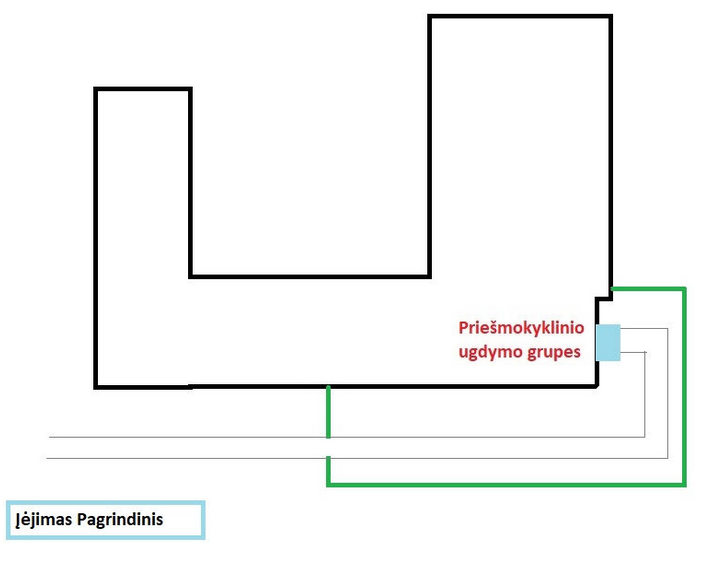 Priešmokyklinio
ugdymo grupes
Įėjimas Pagrindinis